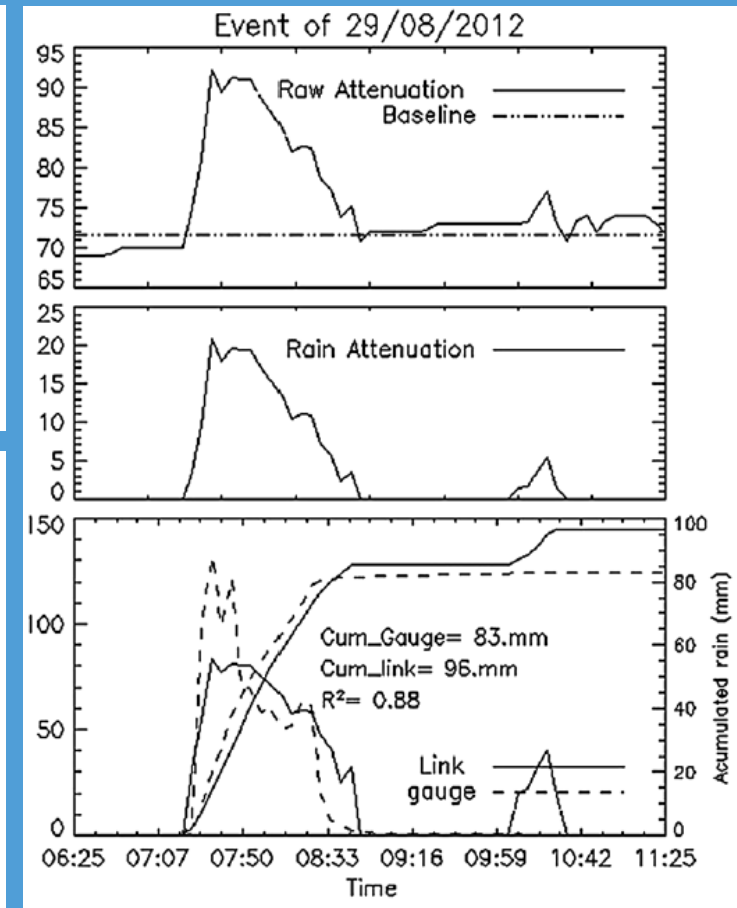 Event of 29/08/2012
95
90
85
80
75
70
65
Raw Attenuation
Baseline
25
20
15
10
5
0
Rain Attenuation
150
100
50
0
100
80
60
40
20
0
Acumulated rain (mm)
Cum_Gauge= 83.mm
Cum_link= 96.mm
R²= 0.88
Link
gauge
06:25 07:07 07:50 08:33 09:16 09:59 10:42 11:25
Time